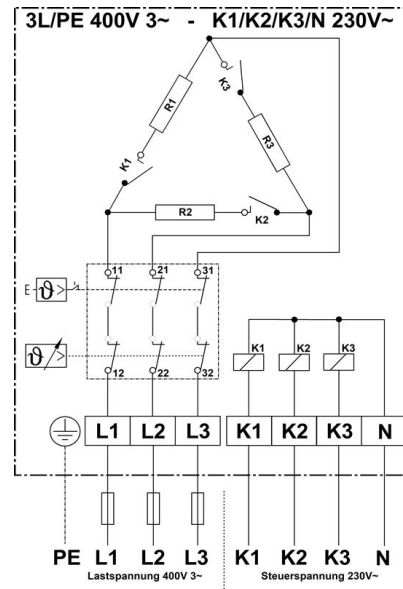 3L/PE 400V 3~ - K1/K2/K3/N 230V~
K3
R1
R3
K1
R2
K2
11 21 31
E ϑ >
K1 K2 K3
ϑ >
12 22 32
L1 L2 L3 K1 K2 K3 N
PE L1 L2 L3 K1 K2 K3 N
Lastspannung 400V 3~ Steuerspannung 230V~